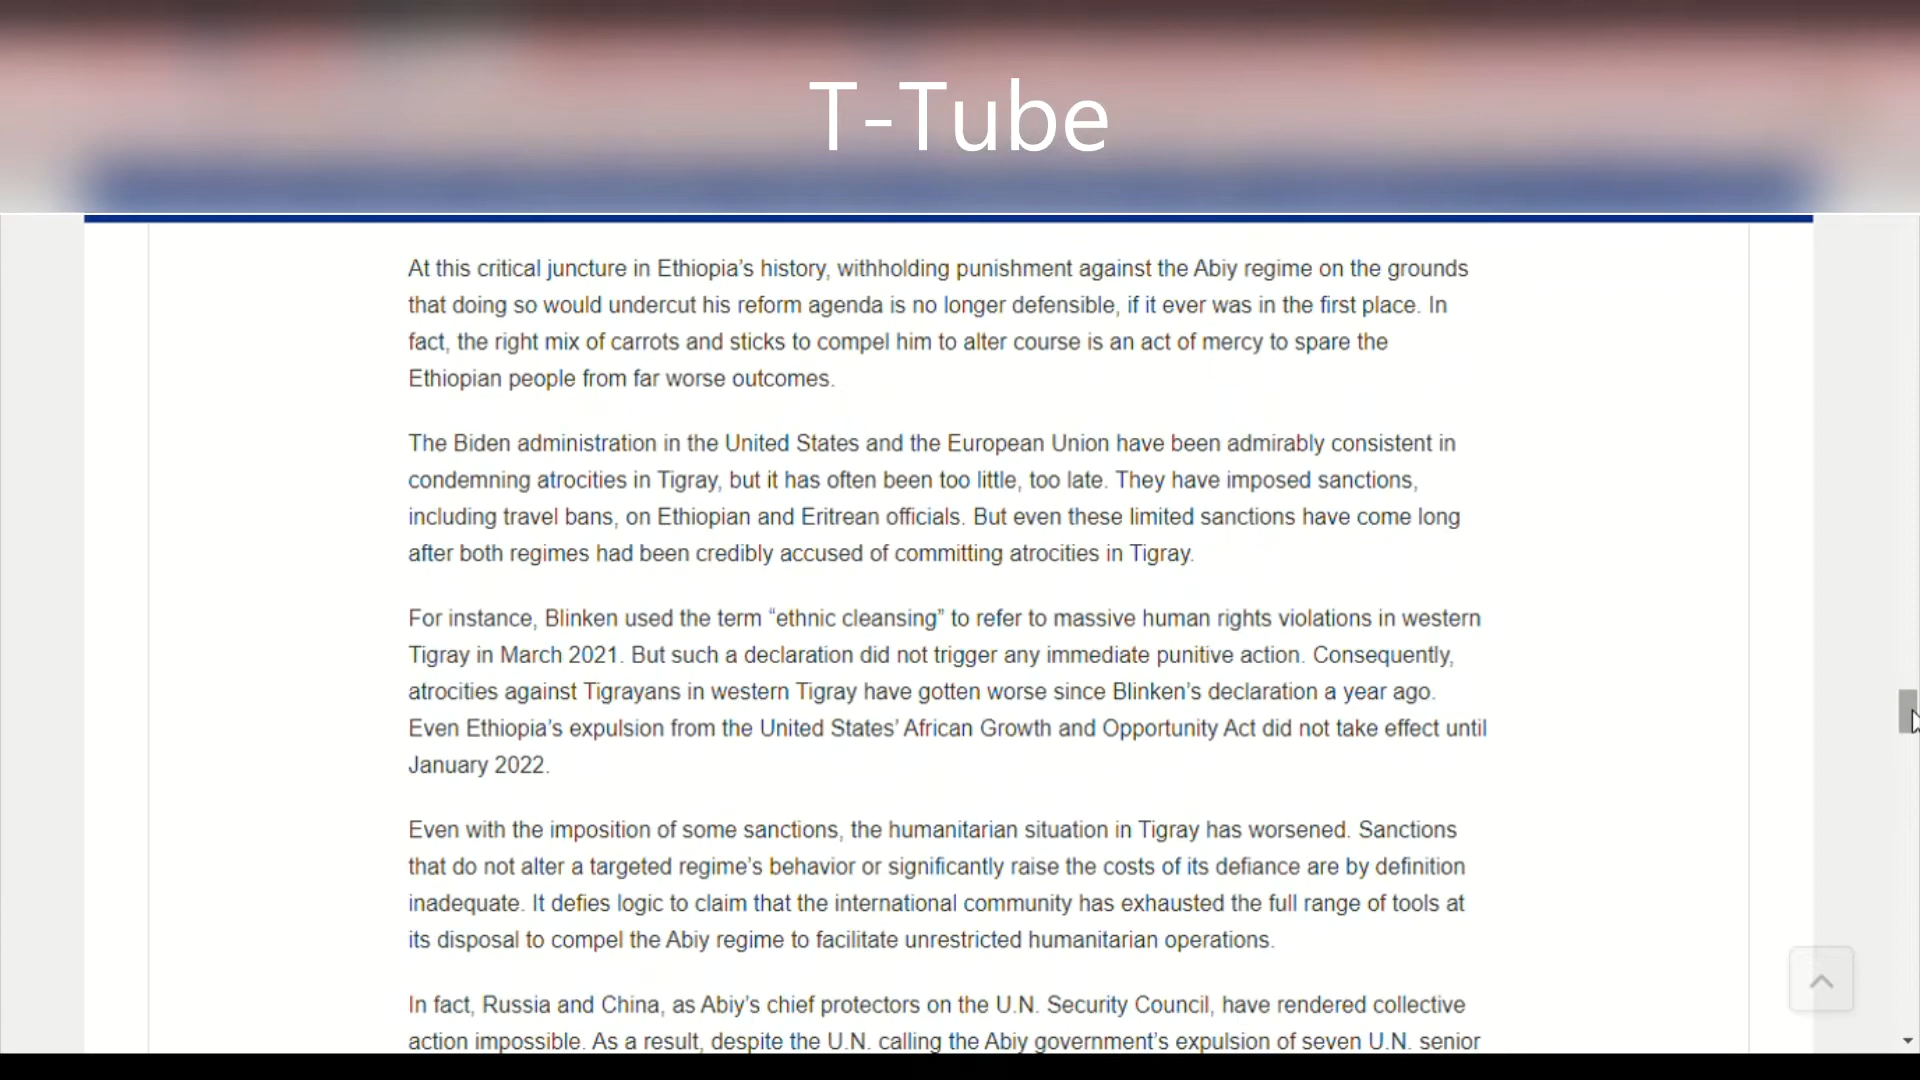 T-Tube
At this critical juncture in Ethiopia’s history, withholding punishment against the Abiy regime on the grounds
that doing so would undercut his reform agenda is no longer defensible, if it ever was in the first place. In
fact, the right mix of carrots and sticks to compel him to alter course is an act of mercy to spare the
Ethiopian people from far worse outcomes.
The Biden administration in the United States and the European Union have been admirably consistent in
condemning atrocities in Tigray, but it has often been too little, too late. They have imposed sanctions,
including travel bans, on Ethiopian and Eritrean officials. But even these limited sanctions have come long
after both regimes had been credibly accused of committing atrocities in Tigray.
For instance, Blinken used the term “ethnic cleansing” to refer to massive human rights violations in western
Tigray in March 2021. But such a declaration did not trigger any immediate punitive action. Consequently,
atrocities against Tigrayans in western Tigray have gotten worse since Blinken’s declaration a year ago.
Even Ethiopia’s expulsion from the United States’ African Growth and Opportunity Act did not take effect until
January 2022.
Even with the imposition of some sanctions, the humanitarian situation in Tigray has worsened. Sanctions
that do not alter a targeted regime’s behavior or significantly raise the costs of its defiance are by definition
inadequate. It defies logic to claim that the international community has exhausted the full range of tools at
its disposal to compel the Abiy regime to facilitate unrestricted humanitarian operations.
In fact, Russia and China, as Abiy’s chief protectors on the U.N. Security Council, have rendered collective
action impossible. As a result, despite the U.N. calling the Abiy government’s expulsion of seven U.N. senior